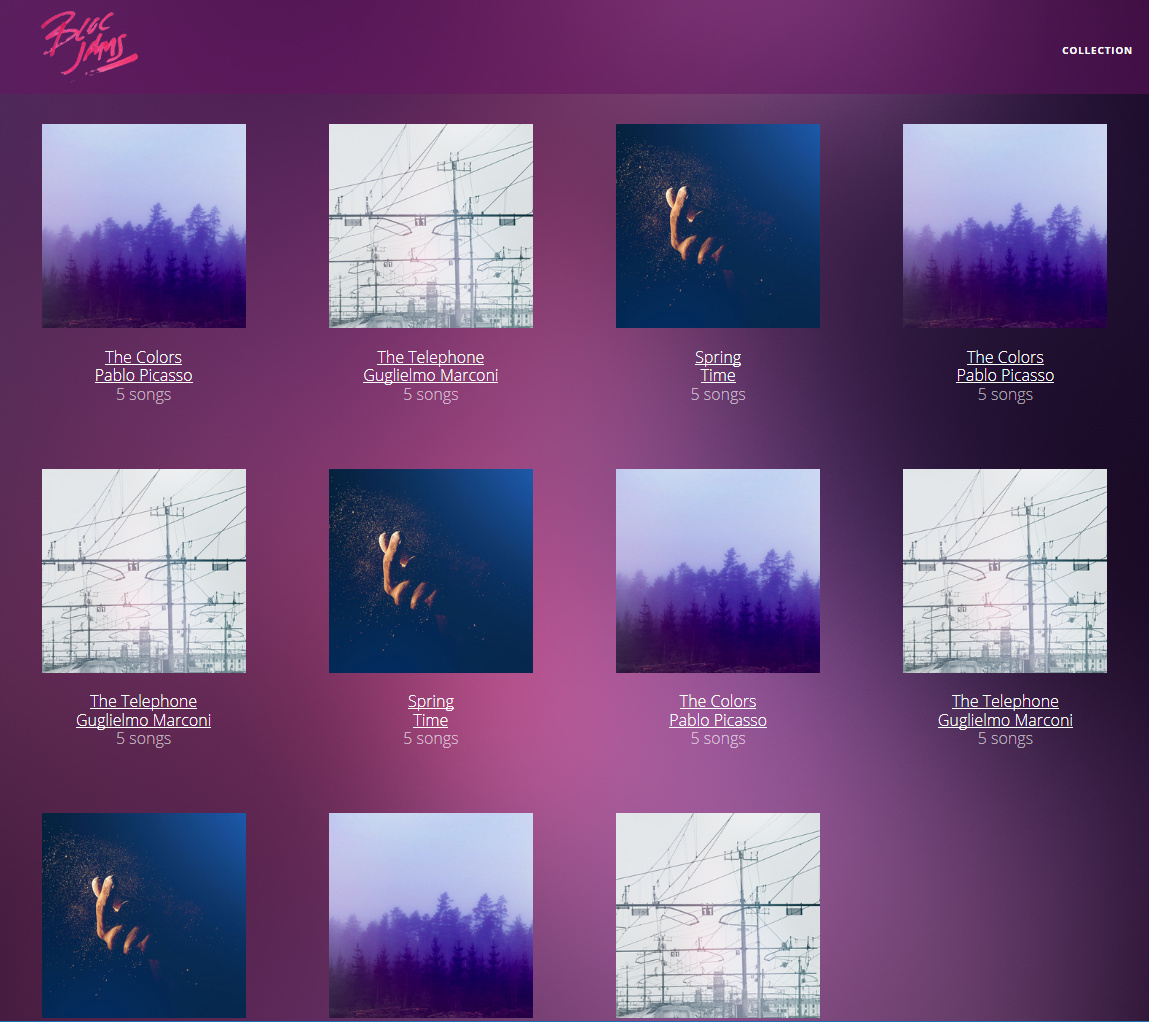 Bloc
Jams
COLLECTION
The Colors
Pablo Picasso
5 songs
The Telephone
Guglielmo Marconi
5 songs
Spring
Time
5 songs
The Colors
Pablo Picasso
5 songs
The Telephone
Guglielmo Marconi
5 songs
Spring
Time
5 songs
The Colors
Pablo Picasso
5 songs
The Telephone
Guglielmo Marconi
5 songs